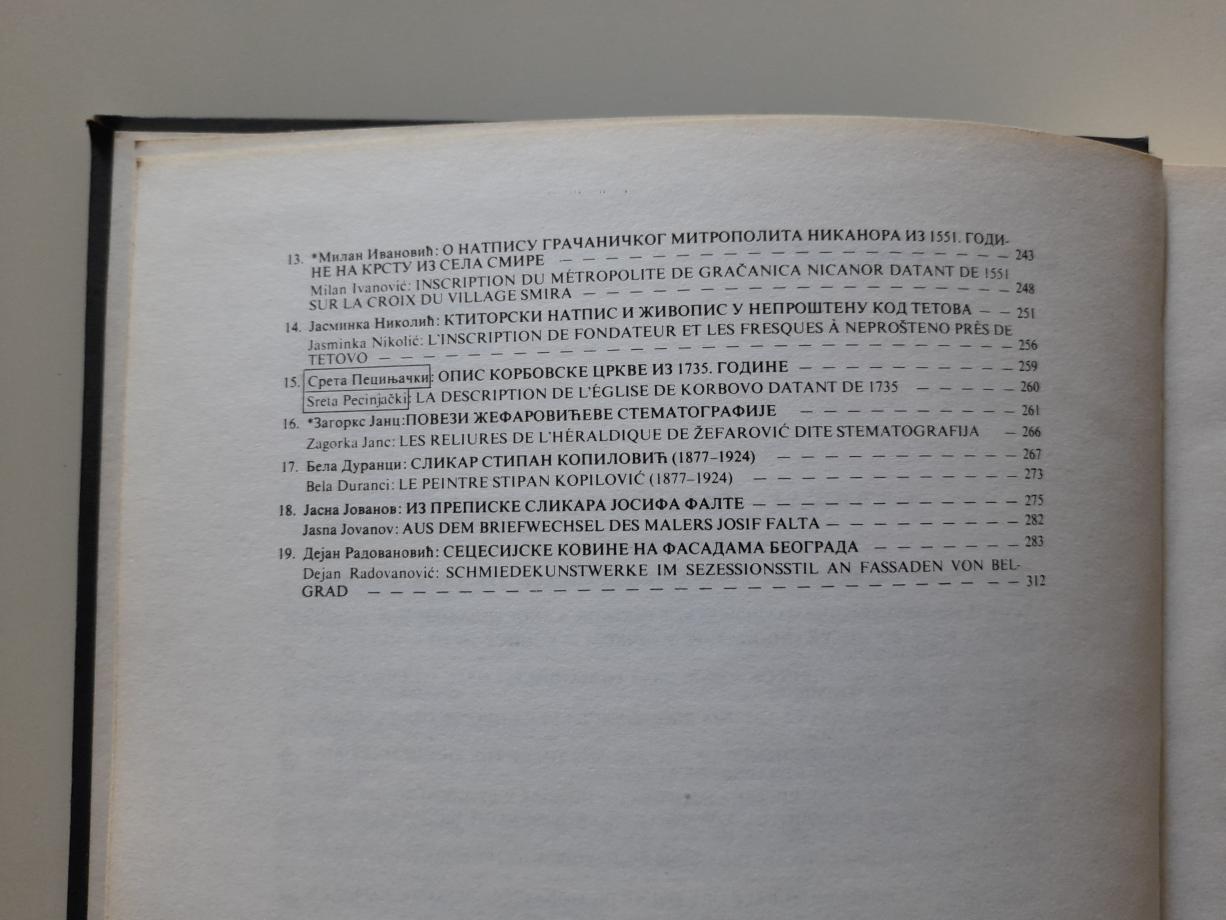 13. *Милан Ивановић: О НАТПИСУ ГРАЧАНИЧКОГ МИТРОПОЛИТА НИКАНОРА ИЗ 1551. ГОДИ-
НЕ НА КРСТУ ИЗ СЕЛА СМИРЕ — — — — — — — — — — — — — — — — 243
Milan Ivanović: INSCRIPTION DU MÉTROPOLITE DE GRAČANICA NICANOR DATANT DE 1551
SUR LA CROIX DU VILLAGE SMIRA — — — — — — — — — — — — — — — 248
14. Јасминка Николић: КТИТОРСКИ НАТПИС И ЖИВОПИС У НЕПРОШТЕНУ КОД ТЕТОВА — — 251
Jasminka Nikolić: L'INSCRIPTION DE FONDATEUR ET LES FRESQUES À NEPROŠTENO PRÈS DE
TETOVO — — — — — — — — — — — — — — — — — — — — — — — 256
15. Срета Пецињачки: ОПИС КОРБОВСКЕ ЦРКВЕ ИЗ 1735. ГОДИНЕ — — — — — — — — 259
Sreta Pecinjački: LA DESCRIPTION DE L'ÉGLISE DE KORBOVO DATANT DE 1735 — — — — 260
16. *Загоркс Јанц:ПОВЕЗИ ЖЕФАРОВИЋЕВЕ СТЕМАТОГРАФИЈЕ — — — — — — — — 261
Zagorka Janc: LES RELIURES DE L'HÉRALDIQUE DE ŽEFAROVIĆ DITE STEMATOGRAFIJA — 266
17. Бела Дуранци: СЛИКАР СТИПАН КОПИЛОВИЋ (1877–1924) — — — — — — — — 267
Bela Duranci: LE PEINTRE STIPAN KOPILOVIĆ (1877–1924) — — — — — — — — — 273
18. Јасна Јованов: ИЗ ПРЕПИСКЕ СЛИКАРА ЈОСИФА ФАЛТЕ — — — — — — — — — 275
Jasna Jovanov: AUS DEM BRIEFWECHSEL DES MALERS JOSIF FALTA — — — — — — — 282
19. Дејан Радовановић: СЕЦЕСИЈСКЕ КОВИНЕ НА ФАСАДАМА БЕОГРАДА — — — — — 283
Dejan Radovanović: SCHMIEDEKUNSTWERKE IM SEZESSIONSSTIL AN FASSADEN VON BEL-
GRAD — — — — — — — — — — — — — — — — — — — — — — — 312